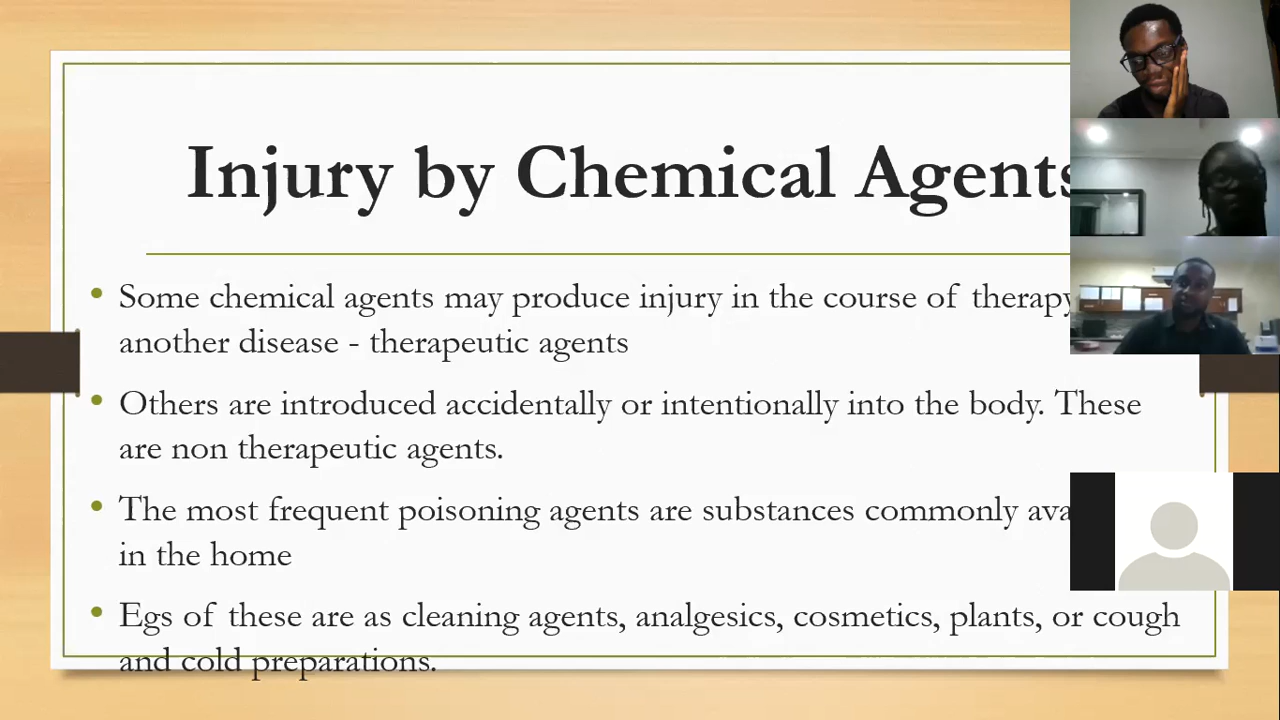 Injury by Chemical Agents
Some chemical agents may produce injury in the course of therapy
another disease - therapeutic agents
Others are introduced accidentally or intentionally into the body. These
are non therapeutic agents.
The most frequent poisoning agents are substances commonly
in the home
Egs of these are as cleaning agents, analgesics, cosmetics, plants, or cough
and cold preparations.